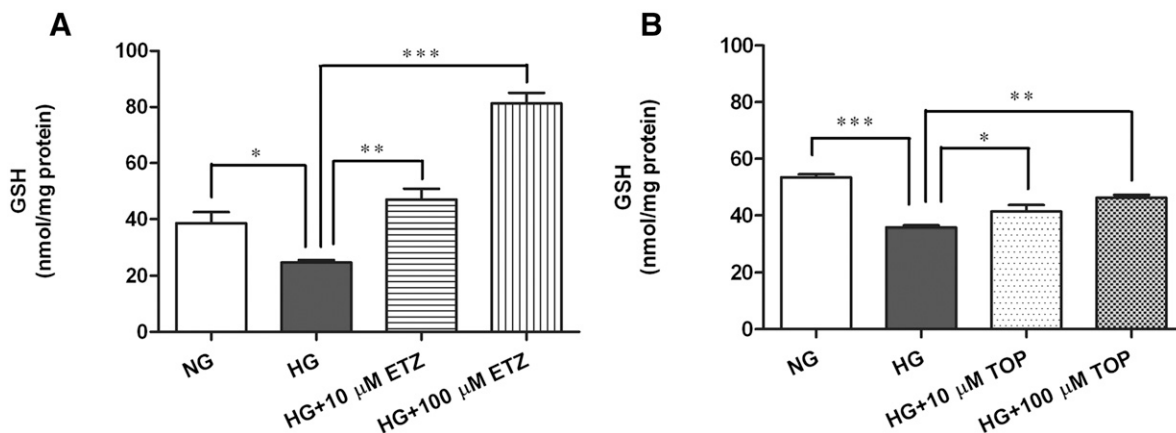 A
GSH
(nmol/mg protein)
100
80
60
40
20
0
*
**
***
NG
HG
HG+10 μM ETZ
HG+100 μM ETZ
B
GSH
(nmol/mg protein)
100
80
60
40
20
0
***
*
**
NG
HG
HG+10 μM TOP
HG+100 μM TOP